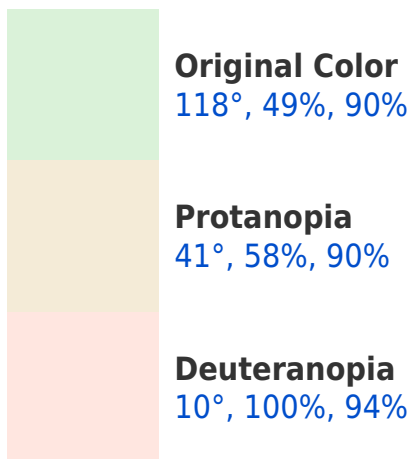 Original Color
118°, 49%, 90%
Protanopia
41°, 58%, 90%
Deuteranopia
10°, 100%, 94%